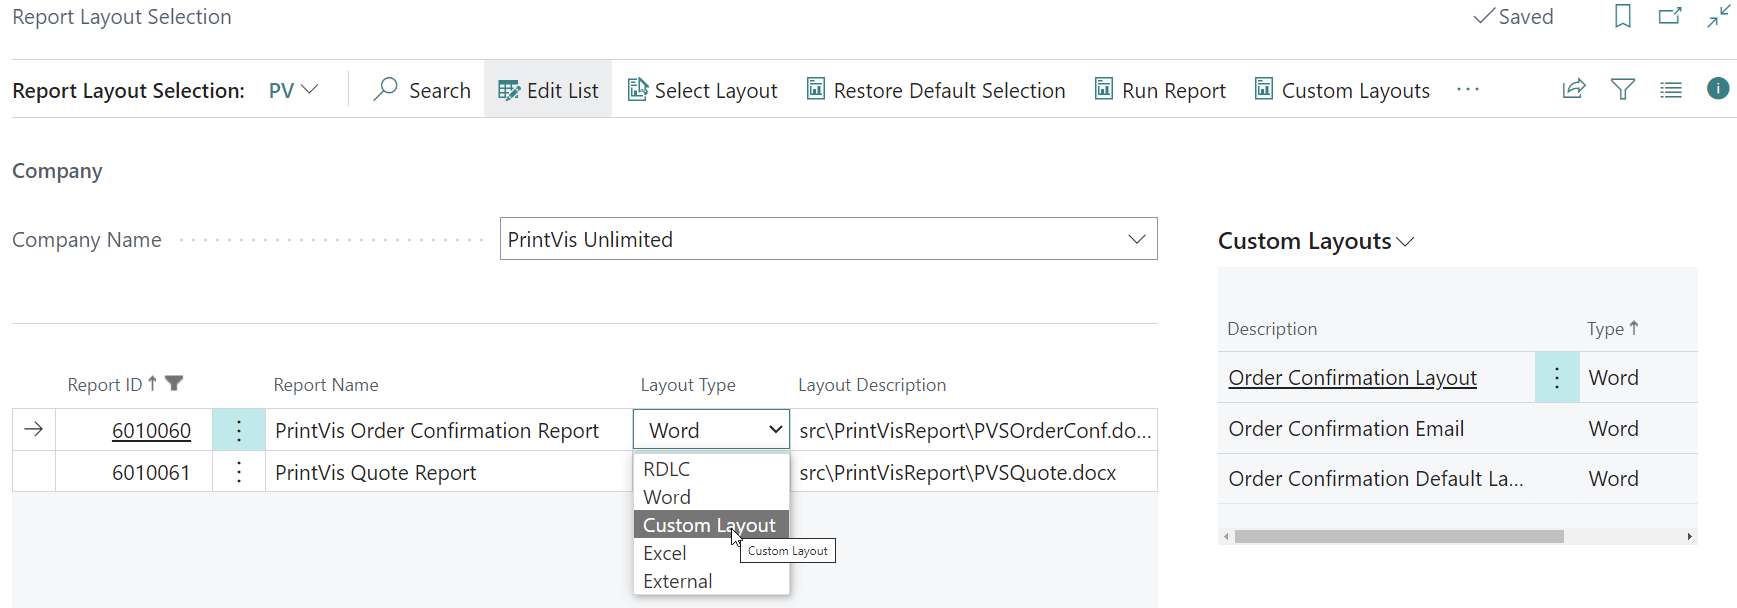 Report Layout Selection
Saved
Report Layout Selection: PV Search Edit List Select Layout Restore Default Selection Run Report Custom Layouts ...
Company
Company Name PrintVis Unlimited
Custom Layouts
Description Type
Order Confirmation Layout Word
Order Confirmation Email Word
Order Confirmation Default La... Word
Report ID Report Name Layout Type Layout Description
6010060 PrintVis Order Confirmation Report Word src\PrintVisReport\PVSOrderConf.do...
6010061 PrintVis Quote Report src\PrintVisReport\PVSQuote.docx
RDLC
Word
Custom Layout
Custom Layout
Excel
External